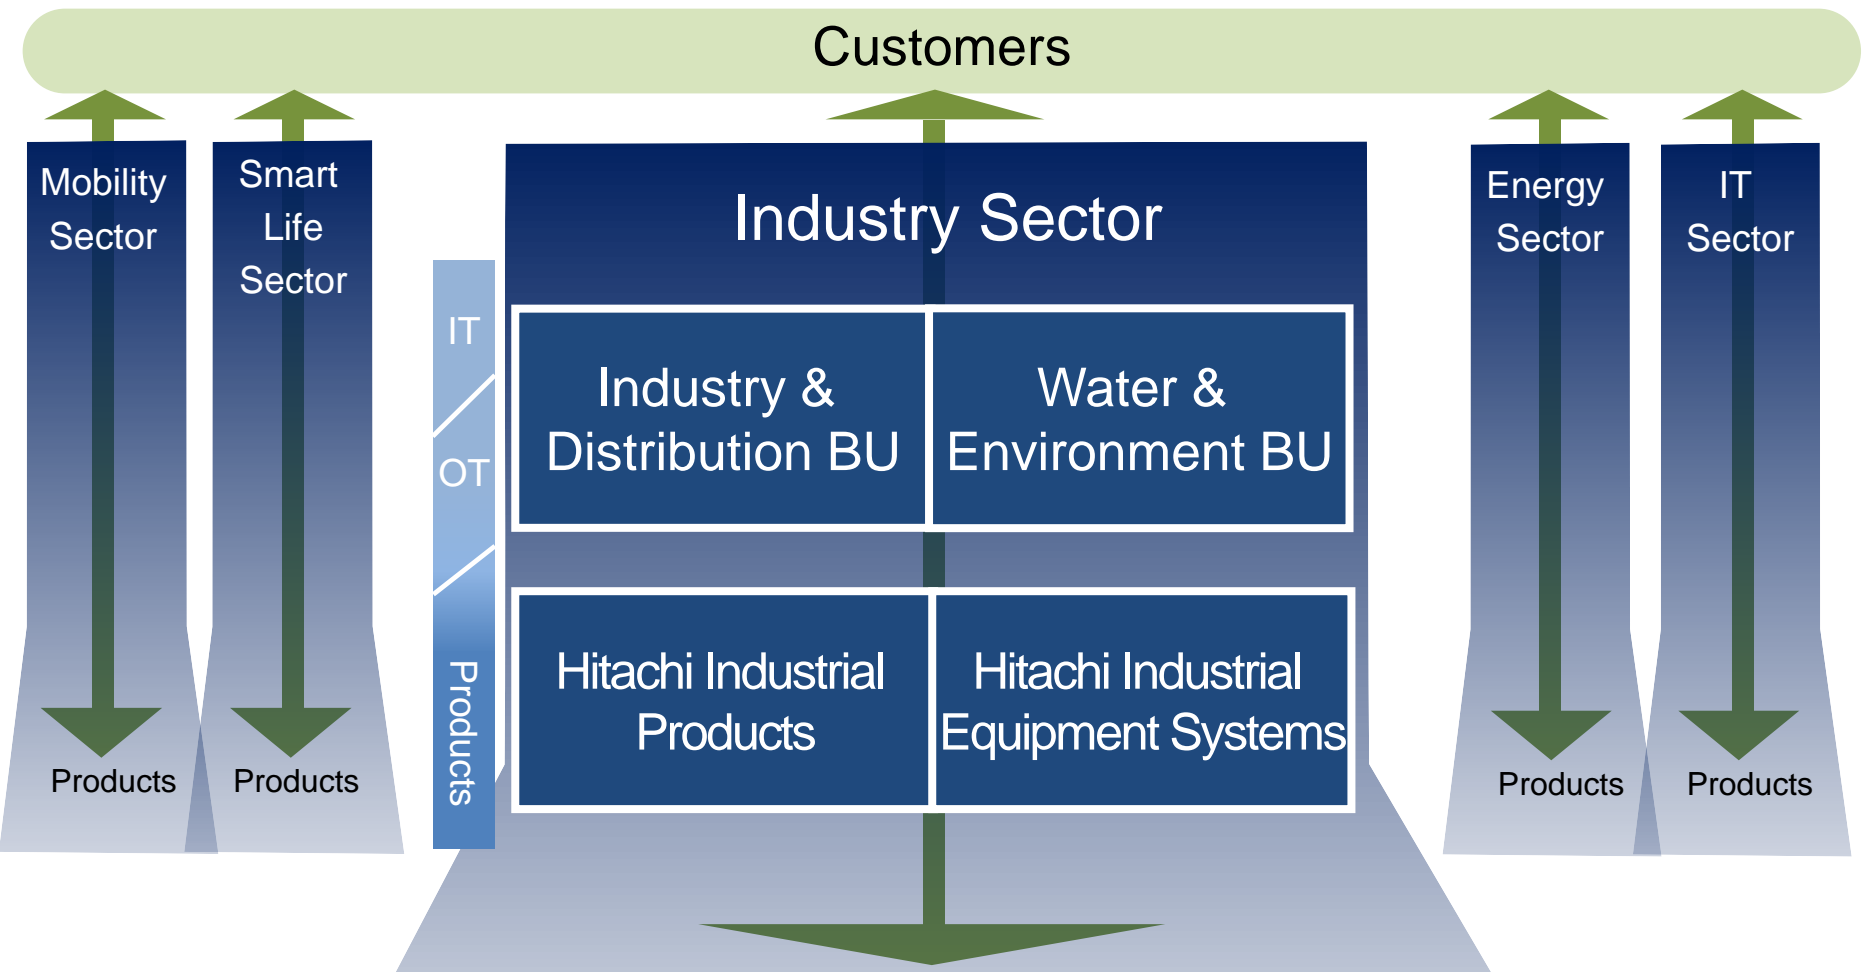 Customers
Mobility
Sector
Products
Smart
Life
Sector
Products
IT
OT
Products
Industry Sector
Industry &
Distribution BU
Water &
Environment BU
Hitachi Industrial
Products
Hitachi Industrial
Equipment Systems
Energy
Sector
Products
IT
Sector
Products